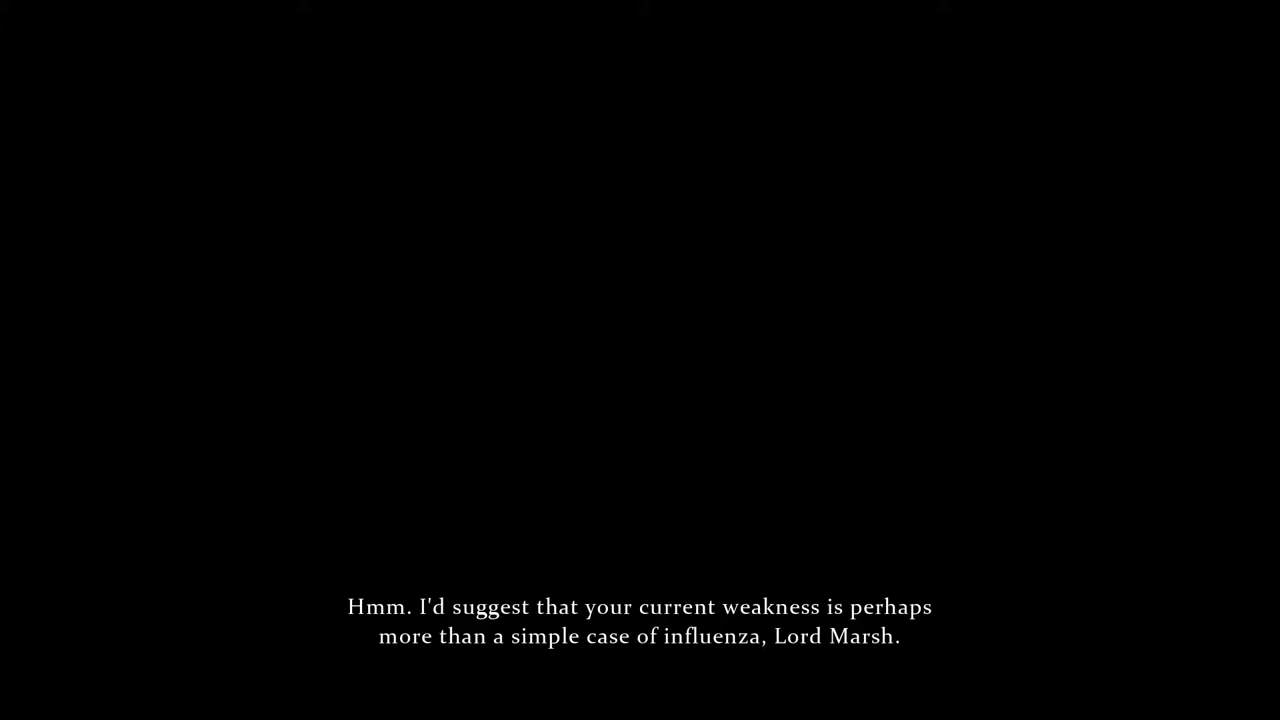 Hmm. I'd suggest that your current weakness is perhaps
more than a simple case of influenza, Lord Marsh.